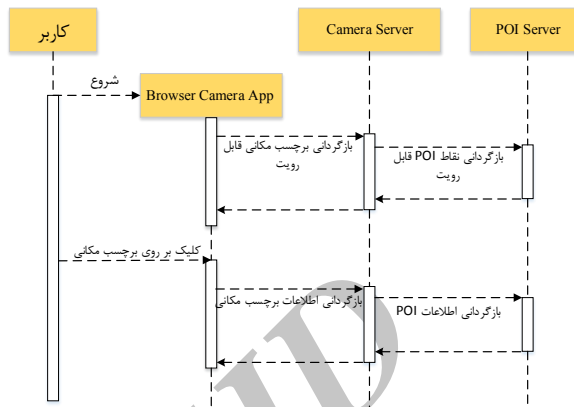 کاربر
Camera Server
POI Server
شروع
Browser Camera App
بازگردانی برچسب مکانی قابل
رویت
بازگردانی نقاط POI قابل
رویت
کلیک بر روی برچسب مکانی
بازگردانی اطلاعات برچسب مکانی
بازگردانی اطلاعات POI